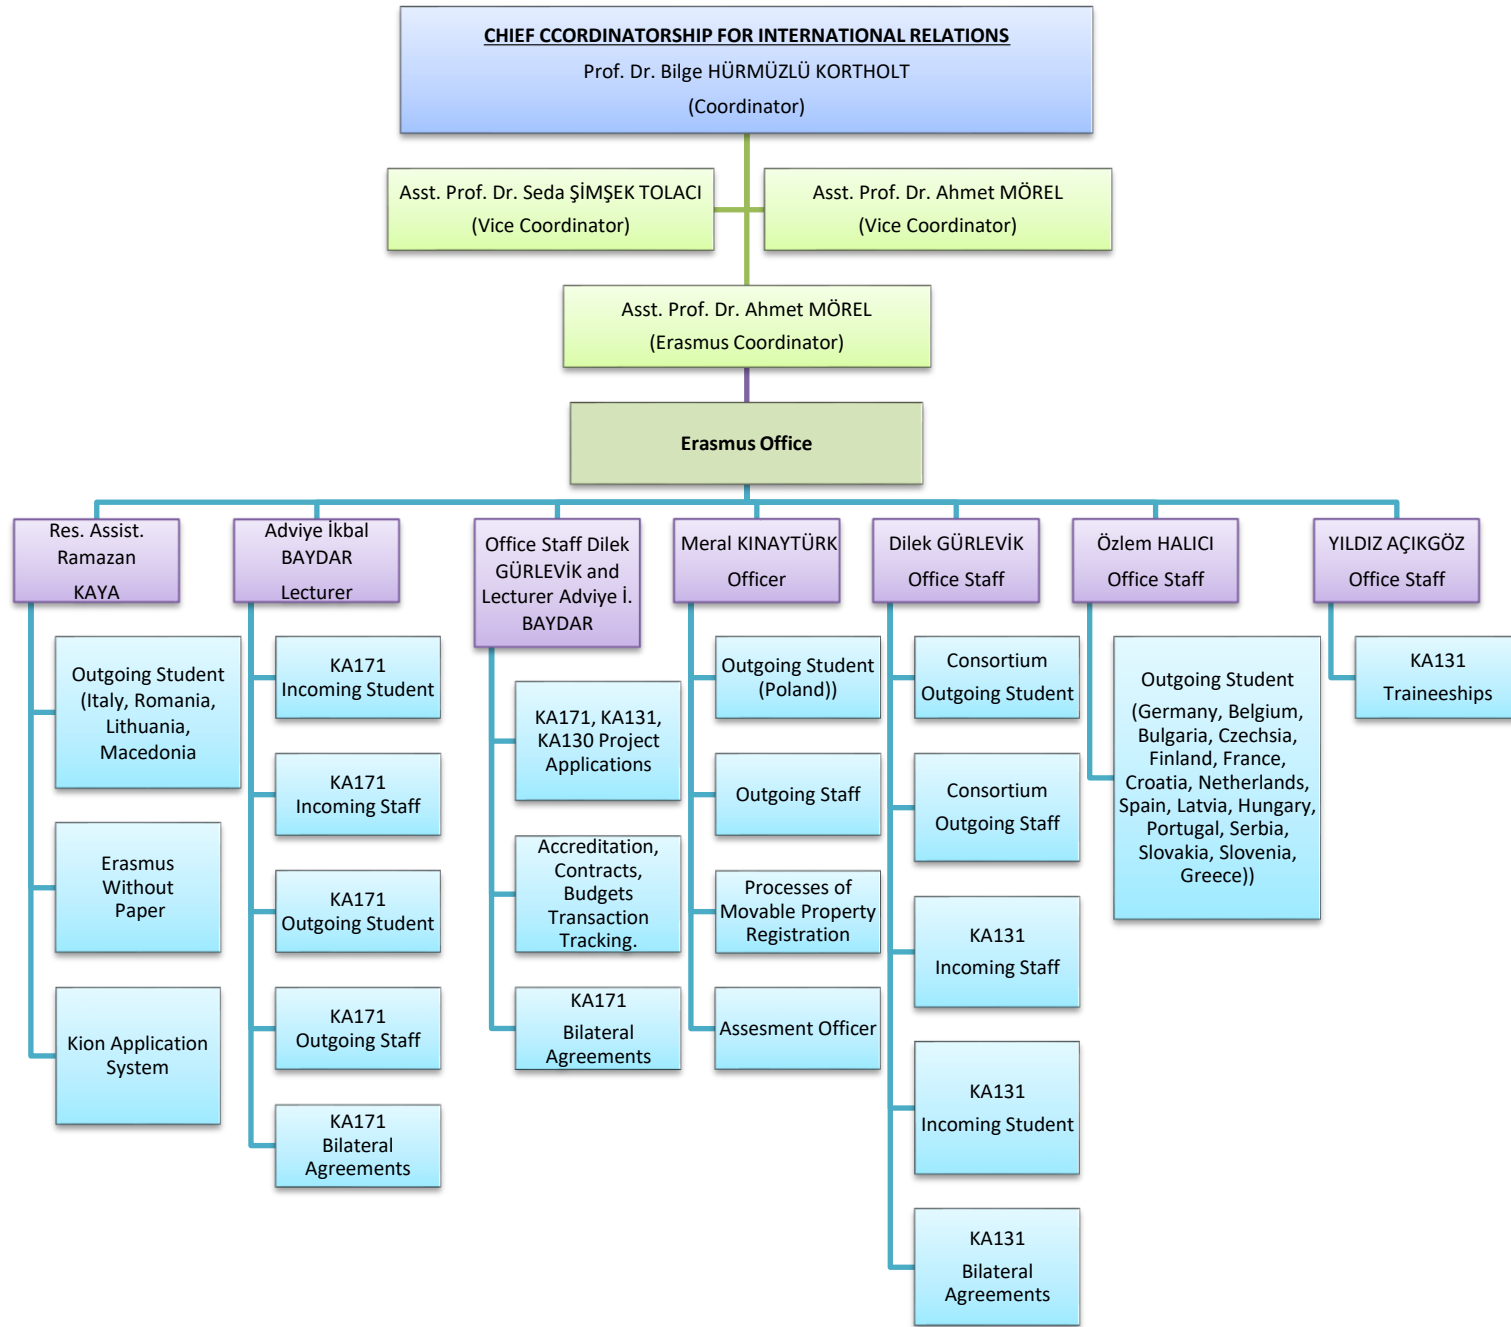 CHIEF CCORDINATORSHIP FOR INTERNATIONAL RELATIONS
Prof. Dr. Bilge HÜRMÜZLÜ KORTHOLT
(Coordinator)
Asst. Prof. Dr. Seda ŞİMŞEK TOLACI
(Vice Coordinator)
Asst. Prof. Dr. Ahmet MÖREL
(Vice Coordinator)
Asst. Prof. Dr. Ahmet MÖREL
(Erasmus Coordinator)
Erasmus Office
Res. Assist.
Ramazan
KAYA
Outgoing Student
(Italy, Romania,
Lithuania,
Macedonia
Erasmus
Without
Paper
Kion Application
System
Adviye İkbal
BAYDAR
Lecturer
KA171
Incoming Student
KA171
Incoming Staff
KA171
Outgoing Student
KA171
Outgoing Staff
KA171
Bilateral
Agreements
Office Staff Dilek
GÜRLEVİK and
Lecturer Adviye İ.
BAYDAR
KA171, KA131,
KA130 Project
Applications
Accreditation,
Contracts,
Budgets
Transaction
Tracking.
KA171
Bilateral
Agreements
Meral KINAYTÜRK
Officer
Outgoing Student
(Poland))
Outgoing Staff
Processes of
Movable Property
Registration
Assesment Officer
Dilek GÜRLEVİK
Office Staff
Consortium
Outgoing Student
Consortium
Outgoing Staff
KA131
Incoming Staff
KA131
Incoming Student
KA131
Bilateral
Agreements
Özlem HALICI
Office Staff
Outgoing Student
(Germany, Belgium,
Bulgaria, Czechsia,
Finland, France,
Croatia, Netherlands,
Spain, Latvia, Hungary,
Portugal, Serbia,
Slovakia, Slovenia,
Greece))
YILDIZ AÇIKGÖZ
Office Staff
KA131
Traineeships